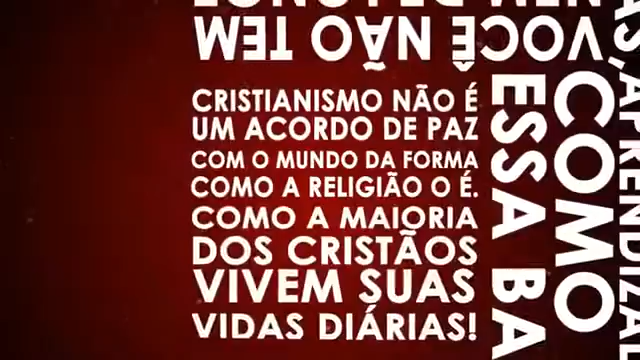 VOCÊ NÃO TEM
CRISTIANISMO NÃO É
UM ACORDO DE PAZ
COM O MUNDO DA FORMA
COMO A RELIGIÃO O É.
COMO A MAIORIA
DOS CRISTÃOS
VIVEM SUAS
VIDAS DIÁRIAS!
ESSA BA
COMO